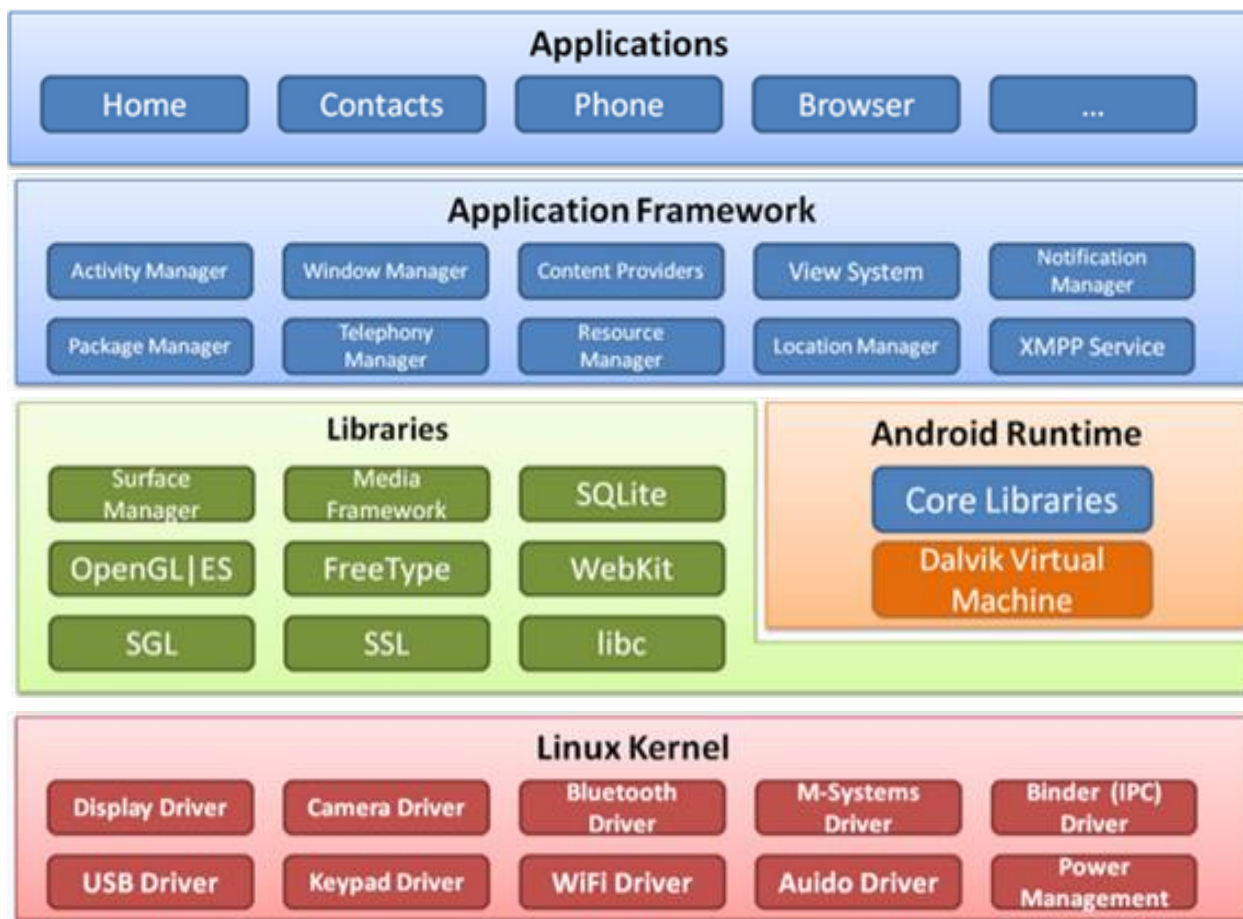 Applications
Home
Contacts
Phone
Browser
...
Application Framework
Activity Manager
Window Manager
Content Providers
View System
Notification
Manager
Package Manager
Telephony
Manager
Resource
Manager
Location Manager
XMPP Service
Libraries
Surface
Manager
Media
Framework
SQLite
OpenGL|ES
FreeType
WebKit
SGL
SSL
libc
Android Runtime
Core Libraries
Dalvik Virtual
Machine
Linux Kernel
Display Driver
Camera Driver
Bluetooth
Driver
M-Systems
Driver
Binder (IPC)
Driver
USB Driver
Keypad Driver
WiFi Driver
Auido Driver
Power
Management